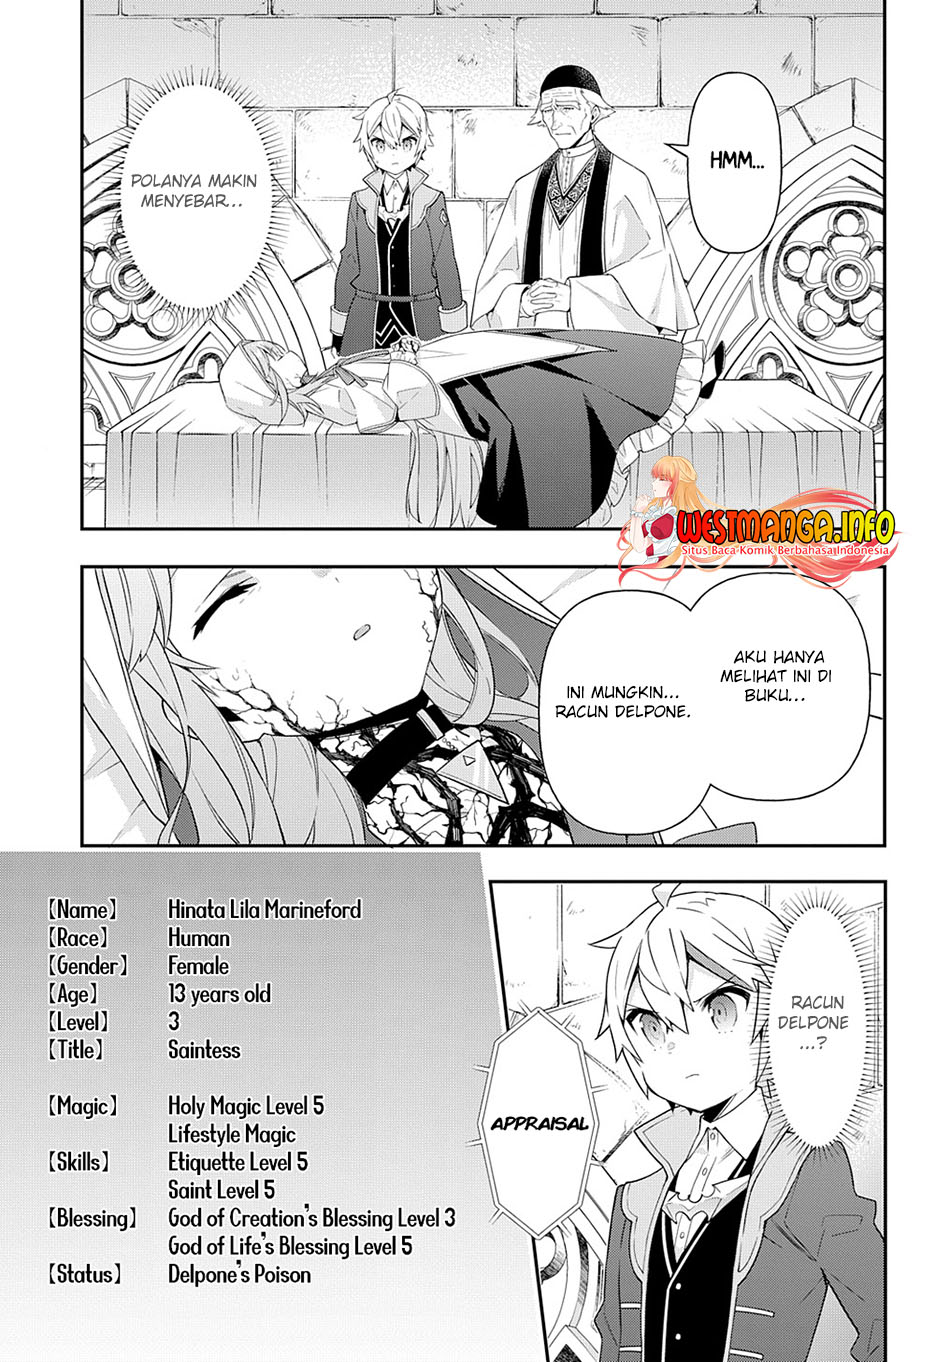 HMM...
POLANYA MAKIN
MENYEBAR...
WESTMANGA.INFO
Situs Baca Komik Berbahasa Indonesia
AKU HANYA
MELIHAT INI DI
BUKU...
INI MUNGKIN...
RACUN DELPONE.
RACUN
DELPONE
...?
APPRAISAL
【Name】 Hinata Lila Marineford
【Race】 Human
【Gender】 Female
【Age】 13 years old
【Level】 3
【Title】 Saintess
【Magic】 Holy Magic Level 5
Lifestyle Magic
【Skills】 Etiquette Level 5
Saint Level 5
【Blessing】 God of Creation's Blessing Level 3
God of Life's Blessing Level 5
【Status】 Delpone's Poison